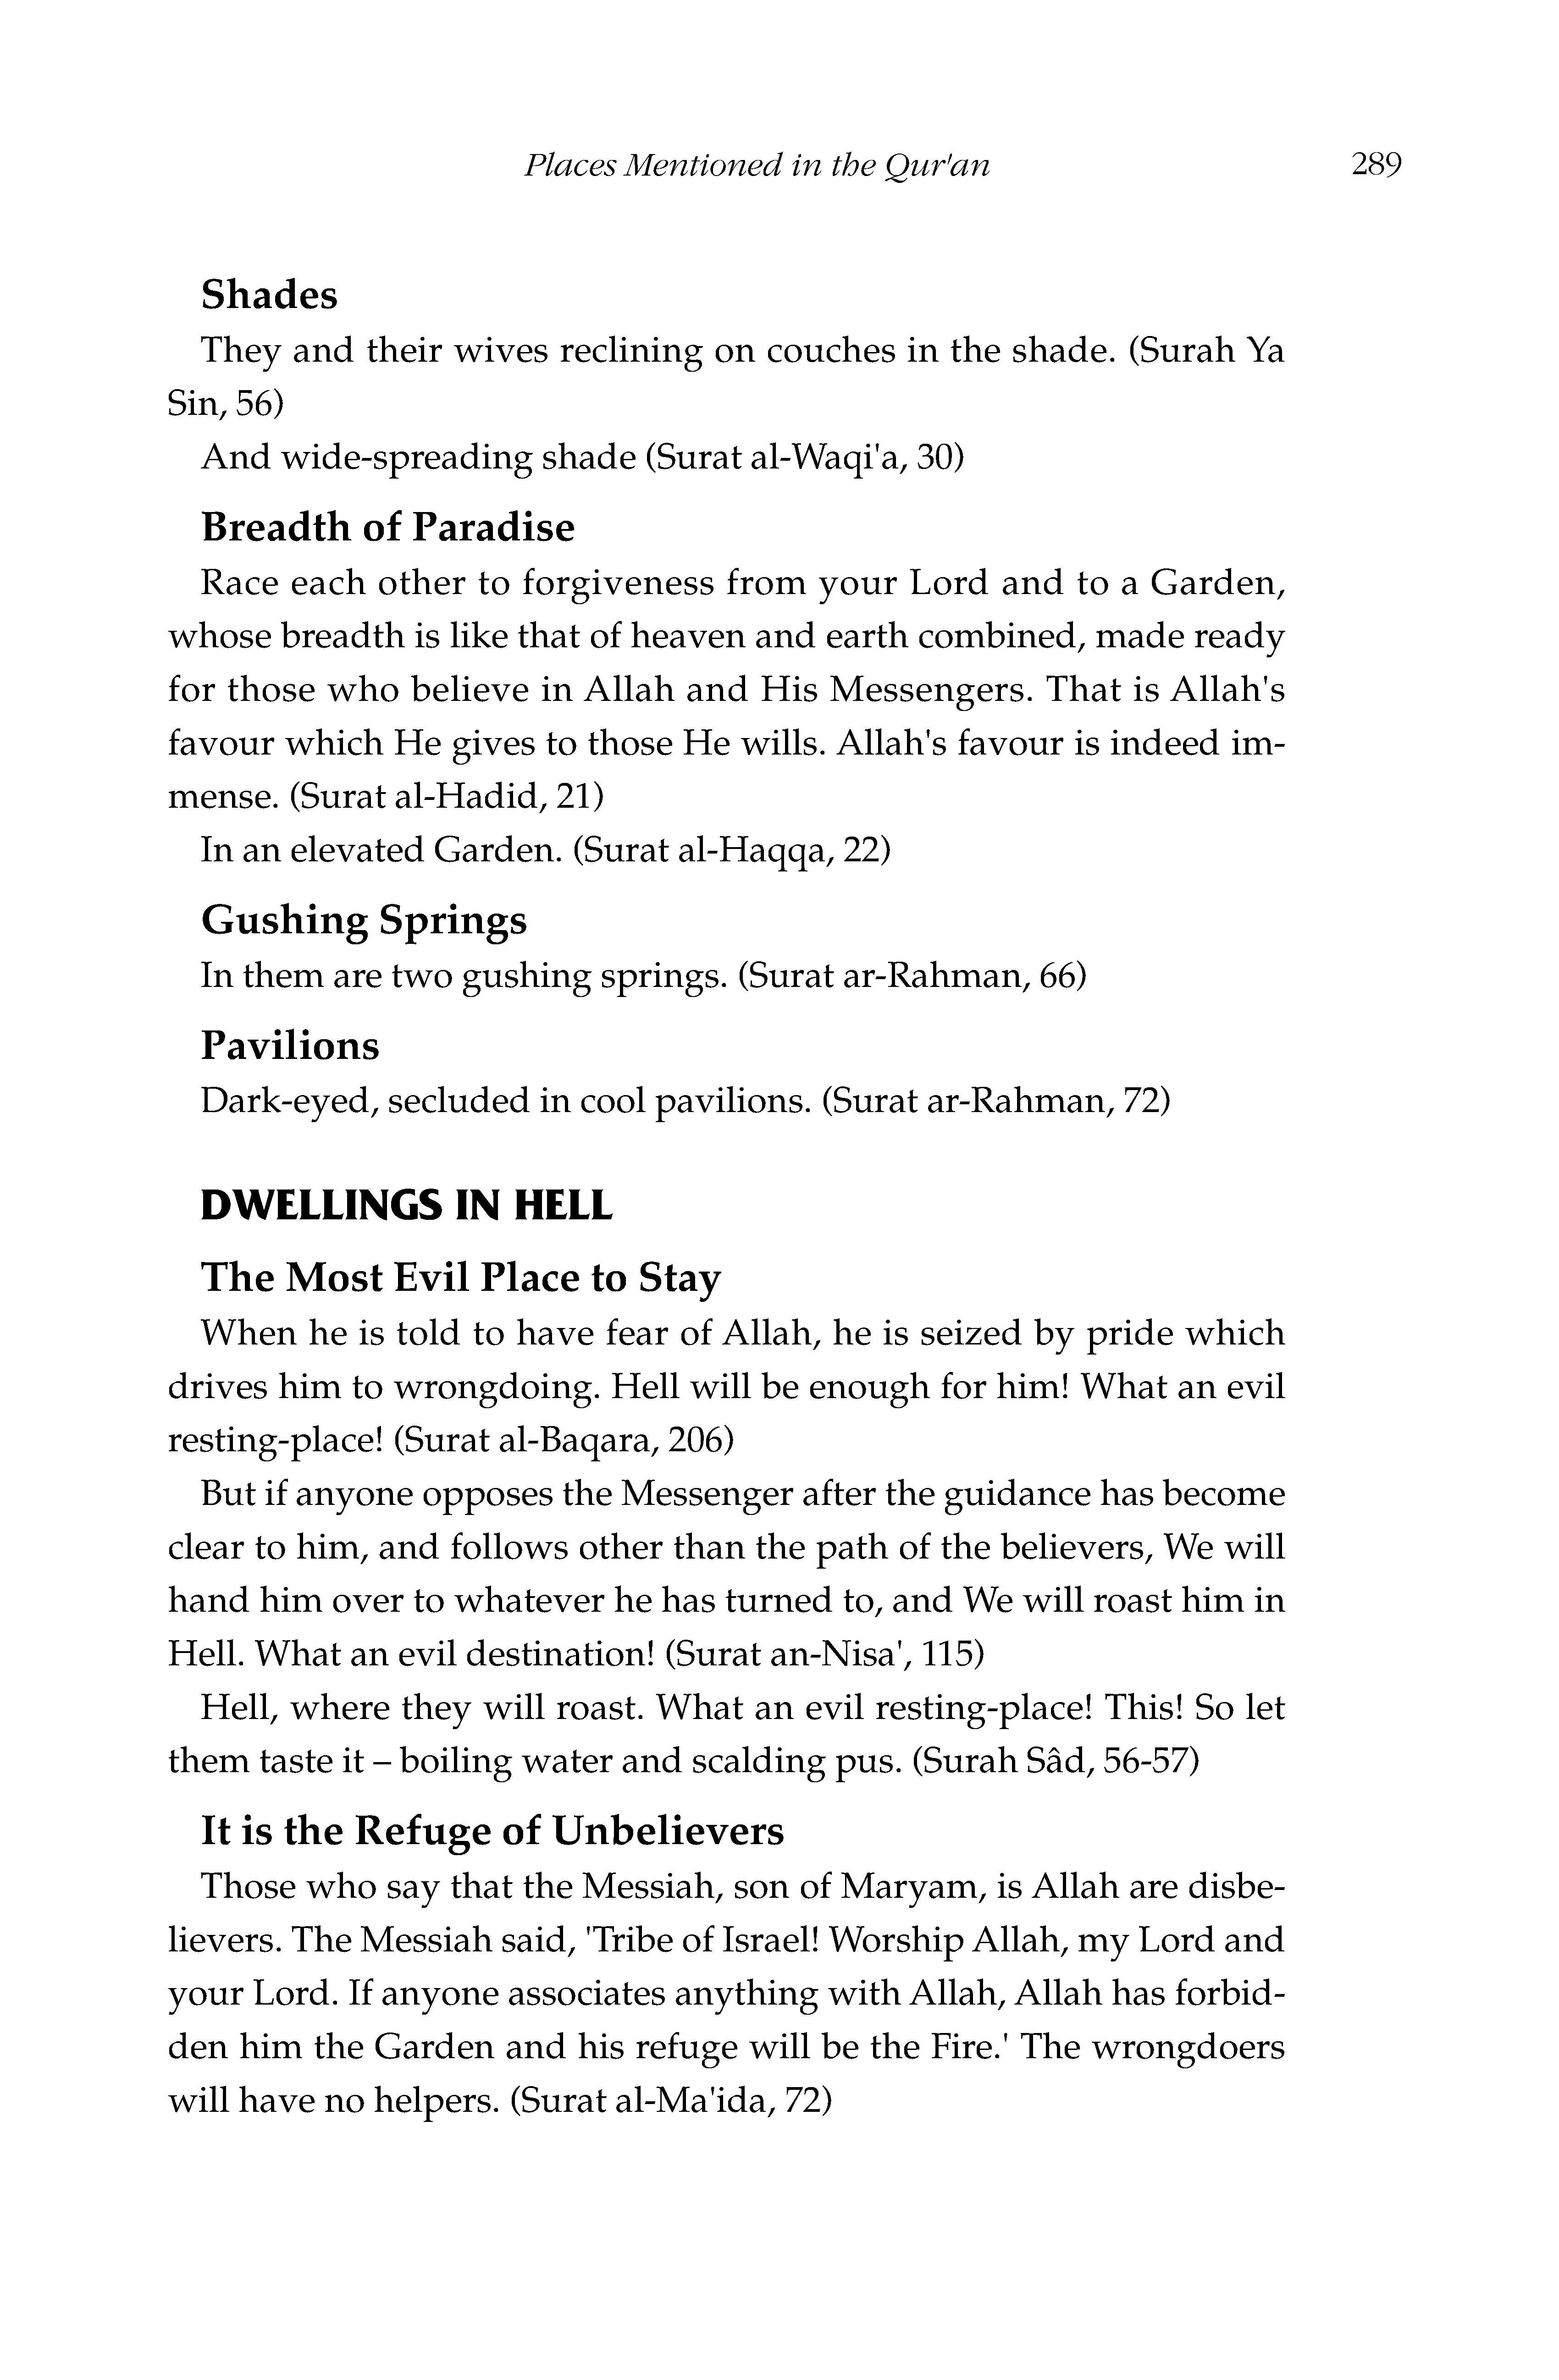 Places Mentioned in the Qur'an 289
Shades
They and their wives reclining on couches in the shade. (Surah Ya
Sin, 56)
And wide-spreading shade (Surat al-Waqi'a, 30)
Breadth of Paradise
Race each other to forgiveness from your Lord and to a Garden,
whose breadth is like that of heaven and earth combined, made ready
for those who believe in Allah and His Messengers. That is Allah's
favour which He gives to those He wills. Allah's favour is indeed im-
mense. (Surat al-Hadid, 21)
In an elevated Garden. (Surat al-Haqqa, 22)
Gushing Springs
In them are two gushing springs. (Surat ar-Rahman, 66)
Pavilions
Dark-eyed, secluded in cool pavilions. (Surat ar-Rahman, 72)
DWELLINGS IN HELL
The Most Evil Place to Stay
When he is told to have fear of Allah, he is seized by pride which
drives him to wrongdoing. Hell will be enough for him! What an evil
resting-place! (Surat al-Baqara, 206)
But if anyone opposes the Messenger after the guidance has become
clear to him, and follows other than the path of the believers, We will
hand him over to whatever he has turned to, and We will roast him in
Hell. What an evil destination! (Surat an-Nisa', 115)
Hell, where they will roast. What an evil resting-place! This! So let
them taste it – boiling water and scalding pus. (Surah Sâd, 56-57)
It is the Refuge of Unbelievers
Those who say that the Messiah, son of Maryam, is Allah are disbe-
lievers. The Messiah said, 'Tribe of Israel! Worship Allah, my Lord and
your Lord. If anyone associates anything with Allah, Allah has forbid-
den him the Garden and his refuge will be the Fire.' The wrongdoers
will have no helpers. (Surat al-Ma'ida, 72)